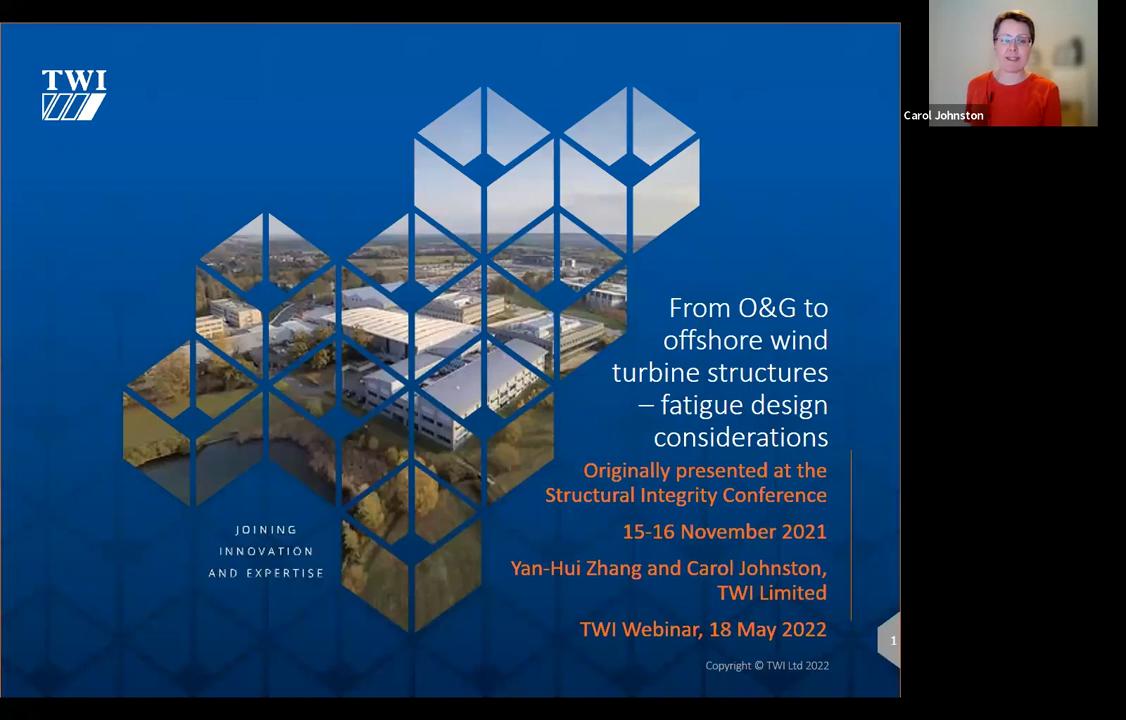 TWI
Carol Johnston
From O&G to
offshore wind
turbine structures
– fatigue design
considerations
Originally presented at the
Structural Integrity Conference
15-16 November 2021
Yan-Hui Zhang and Carol Johnston,
TWI Limited
TWI Webinar, 18 May 2022
JOINING
INNOVATION
AND EXPERTISE
Copyright © TWI Ltd 2022
1